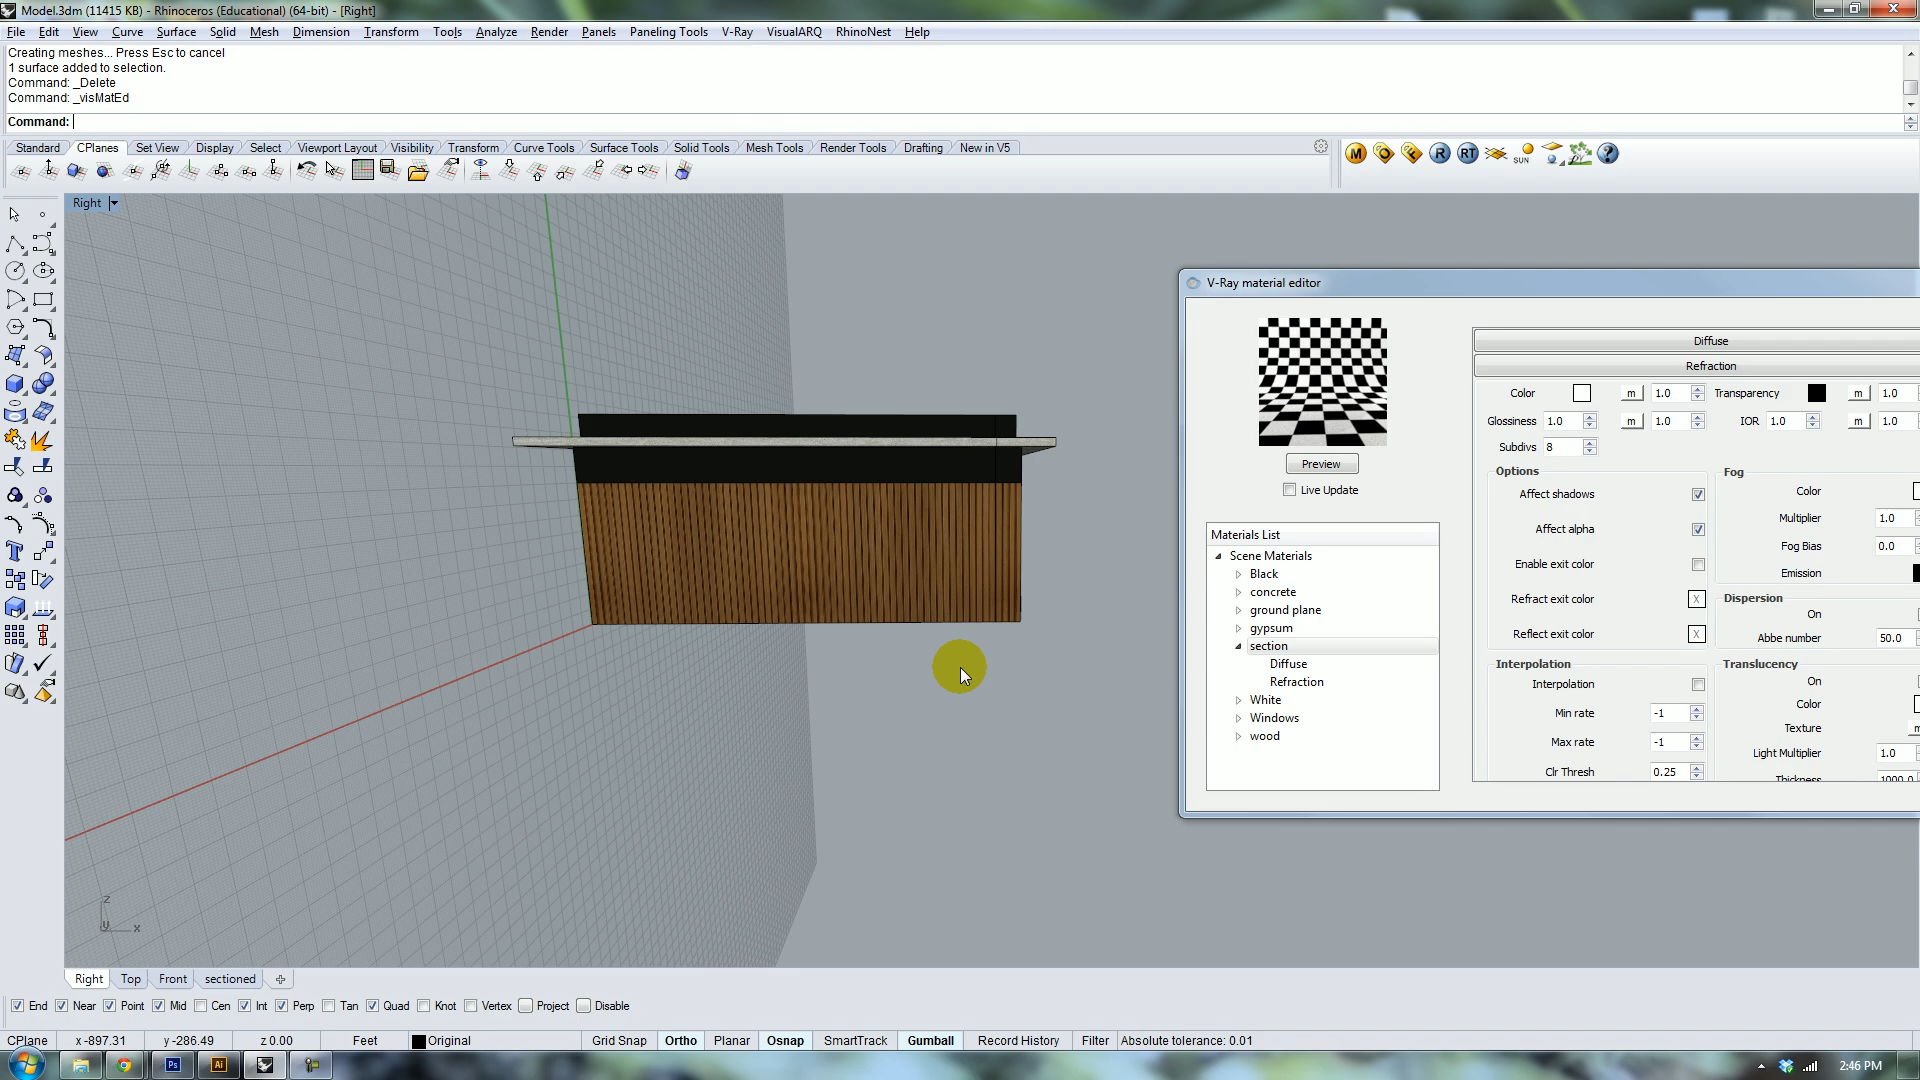 Model.3dm (11415 KB) - Rhinoceros (Educational) (64-bit) - [Right]
File Edit View Curve Surface Solid Mesh Dimension Transform Tools Analyze Render Panels Paneling Tools V-Ray VisualARQ RhinoNest Help
Creating meshes... Press Esc to cancel
1 surface added to selection.
Command: _Delete
Command: _visMatEd
Command:
Standard CPlanes Set View Display Select Viewport Layout Visibility Transform Curve Tools Surface Tools Solid Tools Mesh Tools Render Tools Drafting New in V5
M R RT SUN
Right
V-Ray material editor
Diffuse
Refraction
Color m 1.0 Transparency m 1.0
Glossiness 1.0 m 1.0 IOR 1.0 m 1.0
Subdivs 8
Preview
Live Update
Options Fog
Affect shadows Color
Affect alpha Multiplier 1.0
Enable exit color Fog Bias 0.0
Refract exit color X Emission
Reflect exit color X Dispersion
On
Abbe number 50.0
Interpolation Translucency
Interpolation On
Min rate -1 Color
Max rate -1 Texture
Clr Thresh 0.25 Light Multiplier 1.0
Thickness 1000.0
Materials List
Scene Materials
Black
concrete
ground plane
gypsum
section
Diffuse
Refraction
White
Windows
wood
z
y x
Right Top Front sectioned
End Near Point Mid Cen Int Perp Tan Quad Knot Vertex Project Disable
CPlane x -897.31 y -286.49 z 0.00 Feet Original Grid Snap Ortho Planar Osnap SmartTrack Gumball Record History Filter Absolute tolerance: 0.01
Ps Ai 2:46 PM